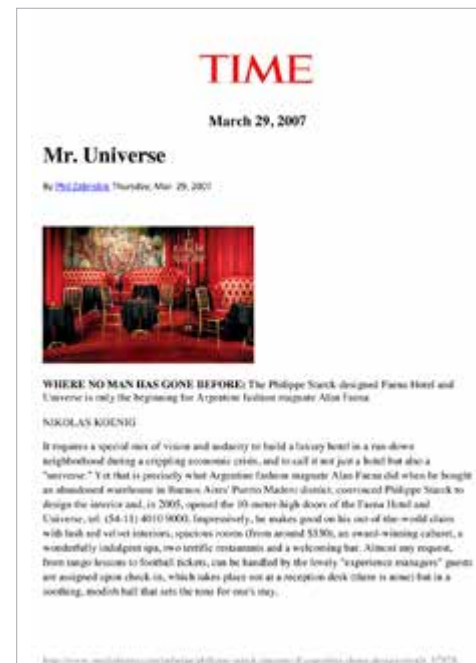 TIME
March 29, 2007
Mr. Universe
By Phil Zabriskie Thursday, Mar. 29, 2007
WHERE NO MAN HAS GONE BEFORE: The Philippe Starck-designed Faena Hotel and
Universe is only the beginning for Argentine fashion magnate Alan Faena
NIKOLAS KOENIG
It requires a special mix of vision and audacity to build a luxury hotel in a run-down
neighborhood during a crippling economic crisis, and to call it not just a hotel but also a
"universe." Yet that is precisely what Argentine fashion magnate Alan Faena did when he bought
an abandoned warehouse in Buenos Aires' Puerto Madero district, convinced Philippe Starck to
design the interior and, in 2005, opened the 10-meter-high doors of the Faena Hotel and
Universe, tel. (54-11) 4010 9000. Impressively, he makes good on his out-of-the-world claim
with lush red velvet interiors, spacious rooms (from around $350), an award-winning cabaret, a
wonderfully indulgent spa, two terrific restaurants and a welcoming bar. Almost any request,
from tango lessons to football tickets, can be handled by the lovely "experience managers" guests
are assigned upon check-in, which takes place not at a reception desk (there is none) but in a
soothing, modish hall that sets the tone for one's stay.